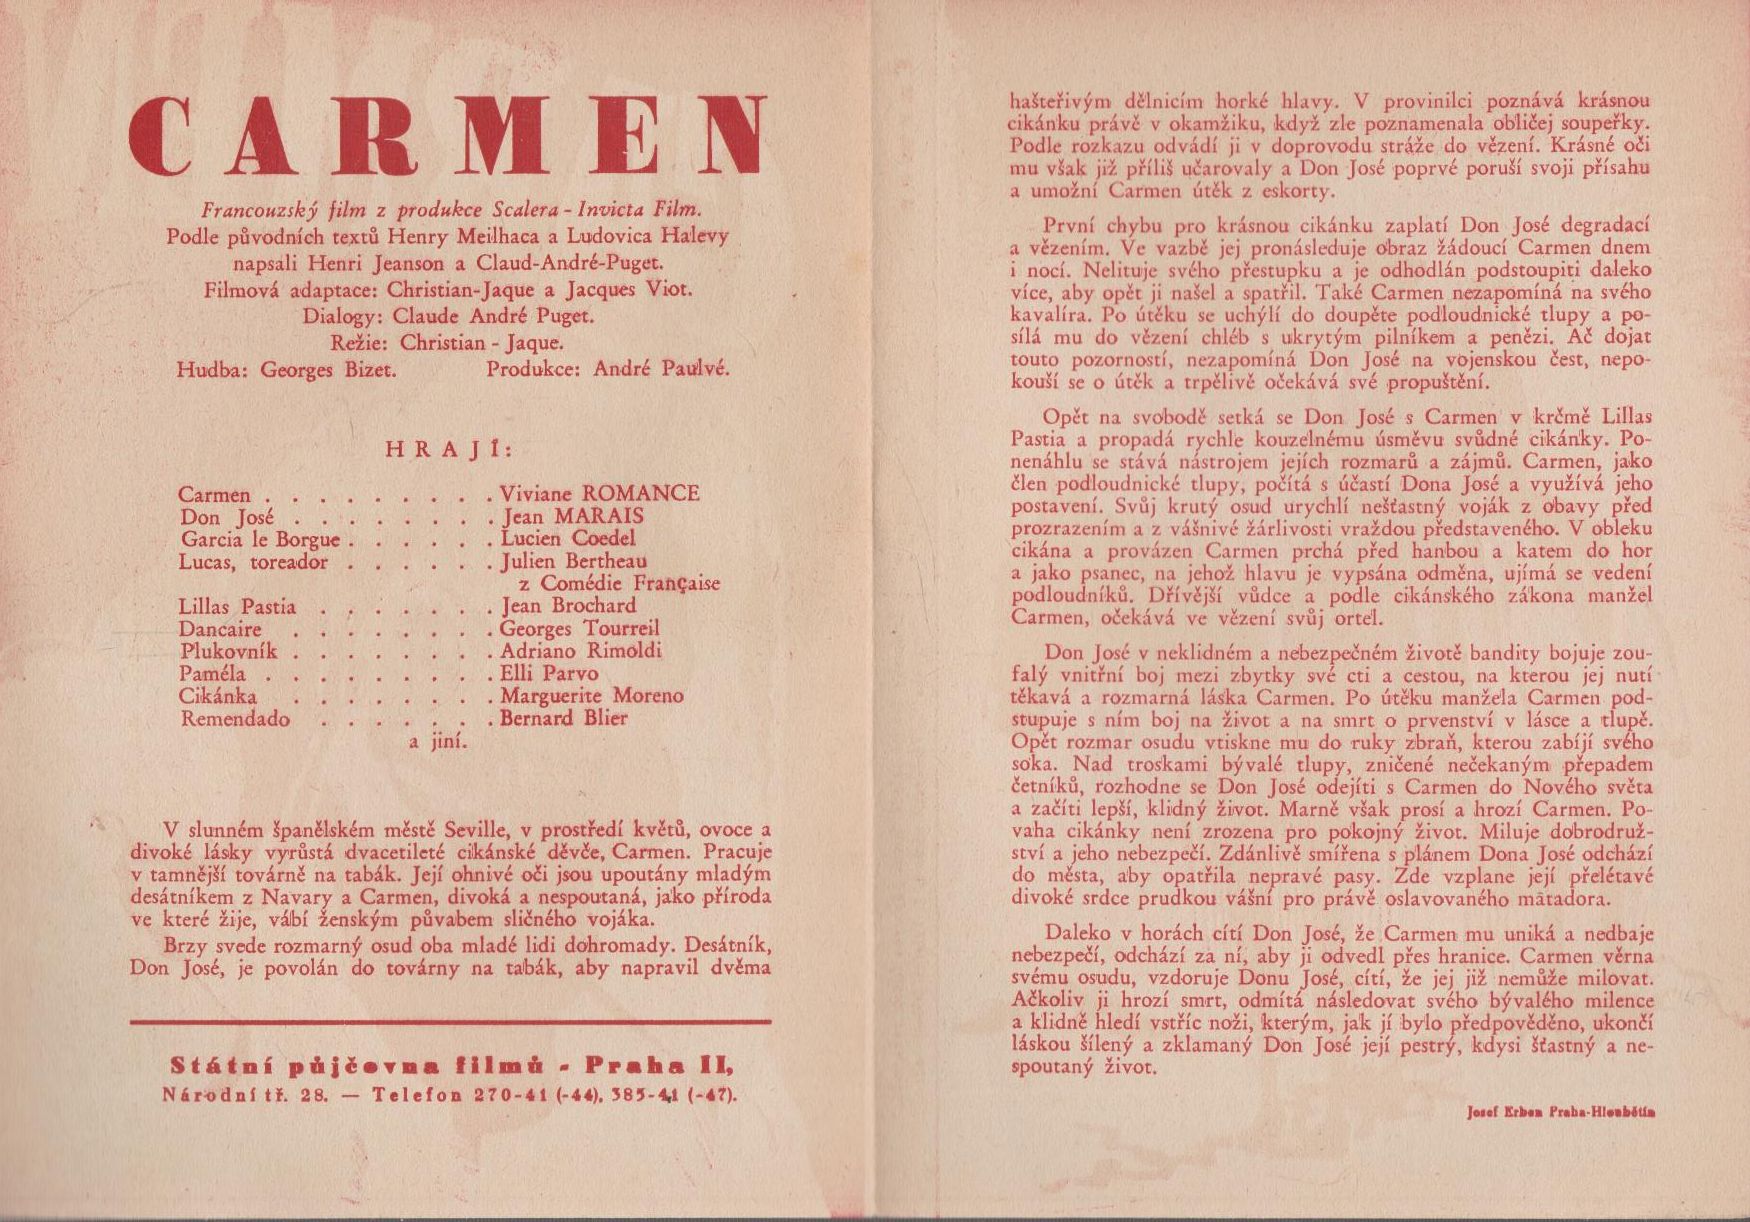 CARMEN
Francouzský film z produkce Scalera - Invicta Film.
Podle původních textů Henry Meilhaca a Ludovica Halevy
napsali Henri Jeanson a Claud-André-Puget.
Filmová adaptace: Christian-Jaque a Jacques Viot.
Dialogy: Claude André Puget.
Režie: Christian - Jaque.
Hudba: Georges Bizet. Produkce: André Paulvé.
HRAJÍ:
Carmen . . . . . . . . . Viviane ROMANCE
Don José . . . . . . . . Jean MARAIS
Garcia le Borgue . . . . . . Lucien Coedel
Lucas, toreador . . . . . . Julien Bertheau
z Comédie Française
Lillas Pastia . . . . . . . Jean Brochard
Dancaire . . . . . . . . Georges Tourreil
Plukovník . . . . . . . . Adriano Rimoldi
Paméla . . . . . . . . . Elli Parvo
Cikánka . . . . . . . . Marguerite Moreno
Remendado . . . . . . . Bernard Blier
a jiní.
V slunném španělském městě Seville, v prostředí květů, ovoce a
divoké lásky vyrůstá dvacetileté cikánské děvče, Carmen. Pracuje
v tamnější továrně na tabák. Její ohnivé oči jsou upoutány mladým
desátníkem z Navary a Carmen, divoká a nespoutaná, jako příroda
ve které žije, vábí ženským půvabem sličného vojáka.
Brzy svede rozmarný osud oba mladé lidi dohromady. Desátník,
Don José, je povolán do továrny na tabák, aby napravil dvěma
Státní půjčovna filmů - Praha II,
Národní tř. 28. — Telefon 270-41 (-44), 385-41 (-47).
hašteřivým dělnicím horké hlavy. V provinilci poznává krásnou
cikánku právě v okamžiku, když zle poznamenala obličej soupeřky.
Podle rozkazu odvádí ji v doprovodu stráže do vězení. Krásné oči
mu však již příliš učarovaly a Don José poprvé poruší svoji přísahu
a umožní Carmen útěk z eskorty.
První chybu pro krásnou cikánku zaplatí Don José degradací
a vězením. Ve vazbě jej pronásleduje obraz žádoucí Carmen dnem
i nocí. Nelituje svého přestupku a je odhodlán podstoupiti daleko
více, aby opět ji našel a spatřil. Také Carmen nezapomíná na svého
kavalíra. Po útěku se uchýlí do doupěte podloudnické tlupy a po-
sílá mu do vězení chléb s ukrytým pilníkem a penězi. Ač dojat
touto pozorností, nezapomíná Don José na vojenskou čest, nepo-
kouší se o útěk a trpělivě očekává své propuštění.
Opět na svobodě setká se Don José s Carmen v krčmě Lillas
Pastia a propadá rychle kouzelnému úsměvu svůdné cikánky. Po-
nenáhlu se stává nástrojem jejích rozmarů a zájmů. Carmen, jako
člen podloudnické tlupy, počítá s účastí Dona José a využívá jeho
postavení. Svůj krutý osud urychlí nešťastný voják z obavy před
prozrazením a z vášnivé žárlivosti vraždou představeného. V obleku
cikána a provázen Carmen prchá před hanbou a katem do hor
a jako psanec, na jehož hlavu je vypsána odměna, ujímá se vedení
podloudníků. Dřívější vůdce a podle cikánského zákona manžel
Carmen, očekává ve vězení svůj ortel.
Don José v neklidném a nebezpečném životě bandity bojuje zou-
falý vnitřní boj mezi zbytky své cti a cestou, na kterou jej nutí
těkavá a rozmarná láska Carmen. Po útěku manžela Carmen pod-
stupuje s ním boj na život a na smrt o prvenství v lásce a tlupě.
Opět rozmar osudu vtiskne mu do ruky zbraň, kterou zabíjí svého
soka. Nad troskami bývalé tlupy, zničené nečekaným přepadem
četníků, rozhodne se Don José odejíti s Carmen do Nového světa
a začíti lepší, klidný život. Marně však prosí a hrozí Carmen. Po-
vaha cikánky není zrozena pro pokojný život. Miluje dobrodruž-
ství a jeho nebezpečí. Zdánlivě smířena s plánem Dona José odchází
do města, aby opatřila nepravé pasy. Zde vzplane její přelétavé
divoké srdce prudkou vášní pro právě oslavovaného matadora.
Daleko v horách cítí Don José, že Carmen mu uniká a nedbaje
nebezpečí, odchází za ní, aby ji odvedl přes hranice. Carmen věrna
svému osudu, vzdoruje Donu José, cítí, že jej již nemůže milovat.
Ačkoliv ji hrozí smrt, odmítá následovat svého bývalého milence
a klidně hledí vstříc noži, kterým, jak jí bylo předpověděno, ukončí
láskou šílený a zklamaný Don José její pestrý, kdysi šťastný a ne-
spoutaný život.
Josef Erben Praha-Hloubětín